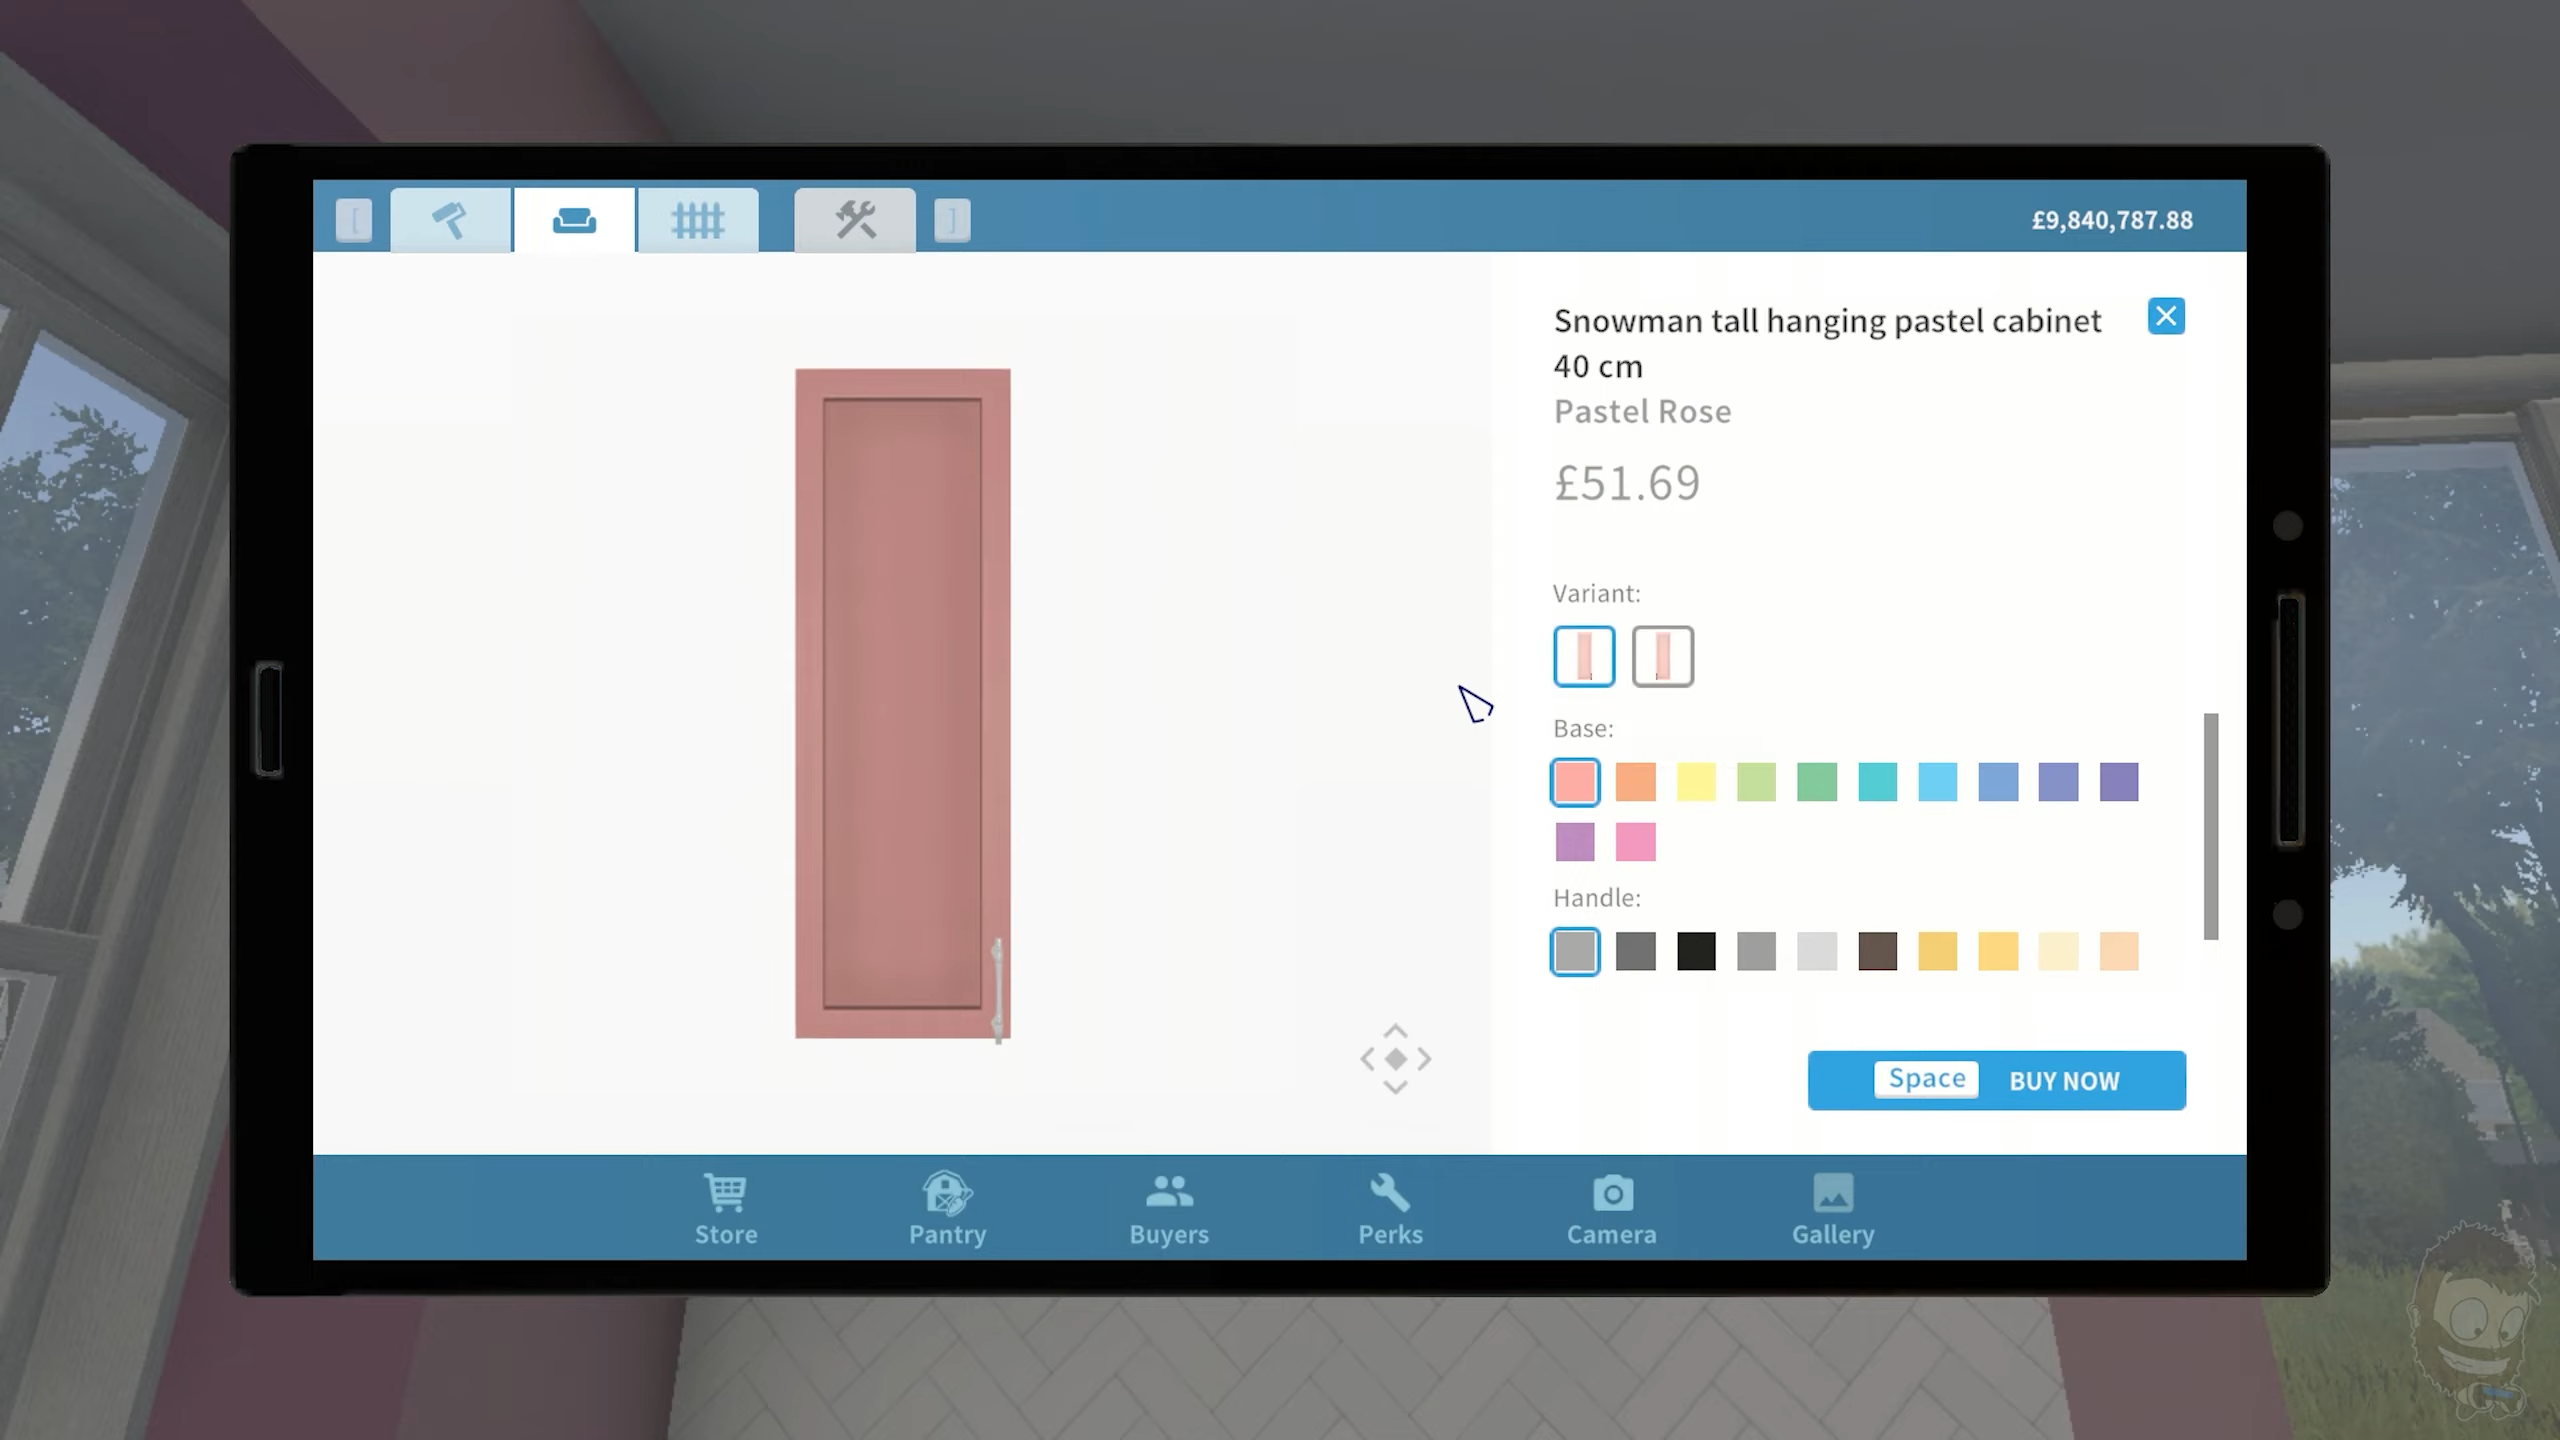 [
]
£9,840,787.88
Snowman tall hanging pastel cabinet
40 cm
Pastel Rose
£51.69
Variant:
Base:
Handle:
Space BUY NOW
Store Pantry Buyers Perks Camera Gallery